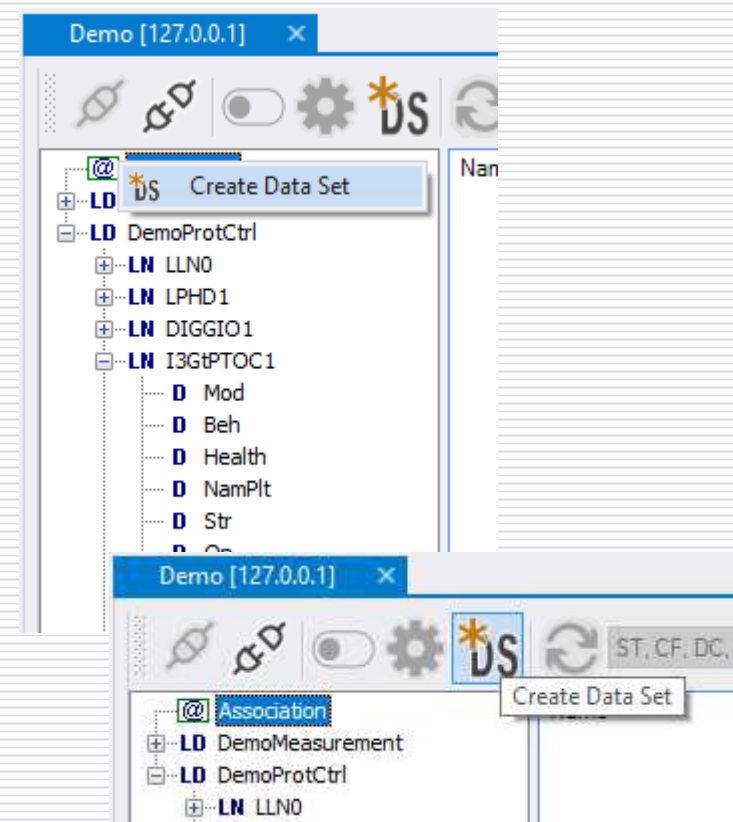 Demo [127.0.0.1] ×
DS
@
DS Create Data Set
LD
LD DemoProtCtrl
LN LLN0
LN LPHD1
LN DIGGIO1
LN I3GtPTOC1
D Mod
D Beh
D Health
D NamPlt
D Str
Demo [127.0.0.1] ×
DS ST, CF, DC,
Create Data Set
@ Association
LD DemoMeasurement
LD DemoProtCtrl
LN LLN0